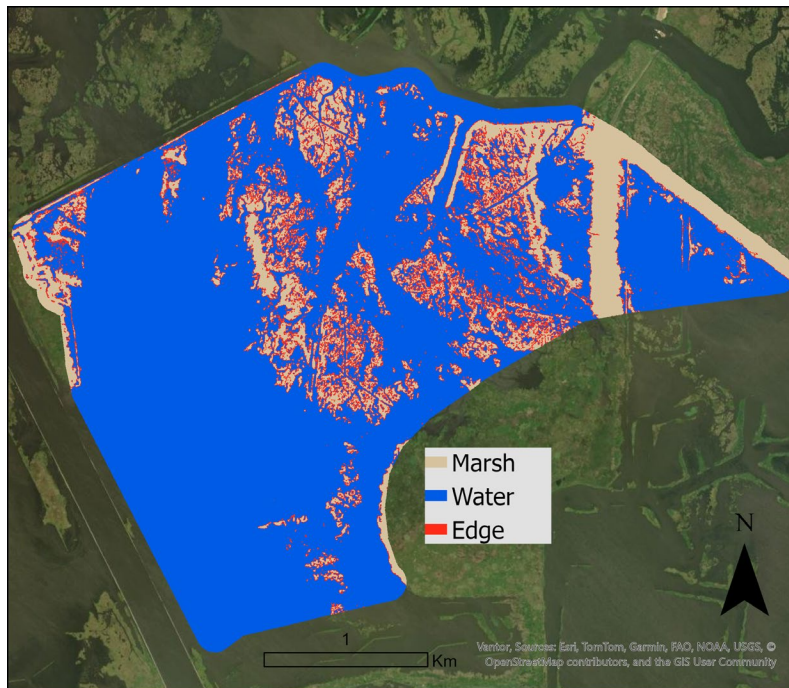 Marsh
Water
Edge
N
1
Km
Vantor, Sources: Esri, TomTom, Garmin, FAO, NOAA, USGS, ©
OpenStreetMap contributors, and the GIS User Community